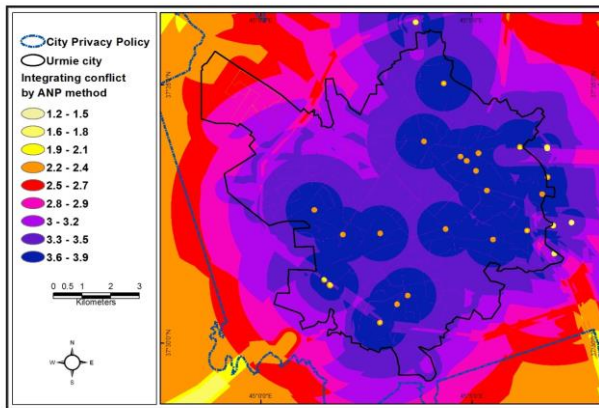 City Privacy Policy
Urmie city
Integrating conflict
by ANP method
1.2 - 1.5
1.6 - 1.8
1.9 - 2.1
2.2 - 2.4
2.5 - 2.7
2.8 - 2.9
3 - 3.2
3.3 - 3.5
3.6 - 3.9
0 0.5 1 2 3
Kilometers
N
W E
S